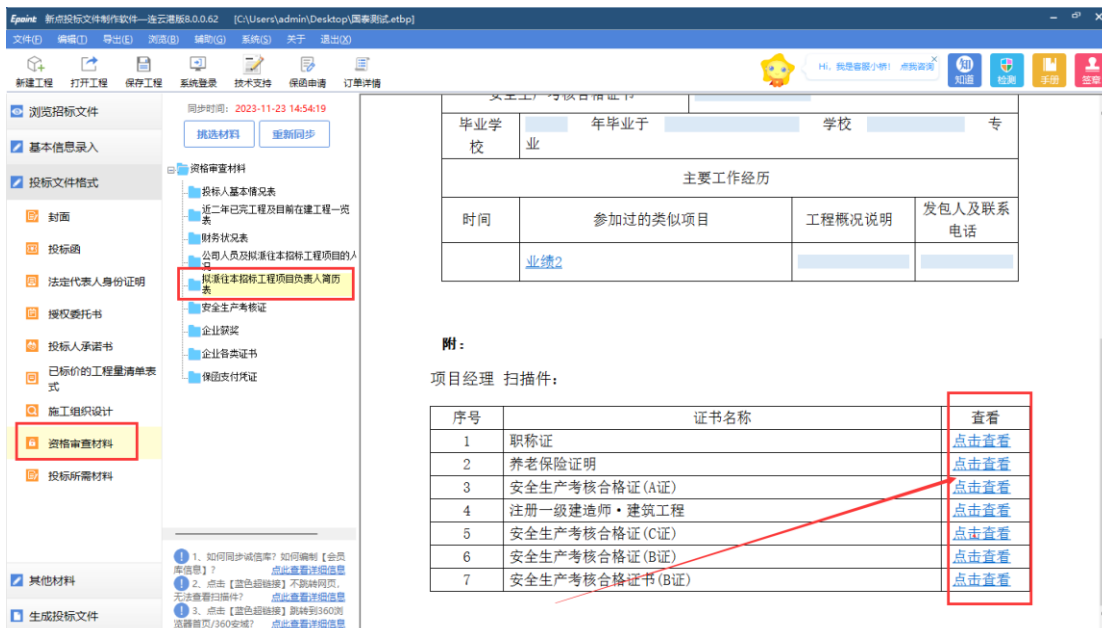 Epoint 新点投标文件制作软件—连云港版8.0.0.62 [C:\Users\admin\Desktop\国泰测试.etbp]
文件(F) 编辑(I) 导出(E) 浏览(B) 辅助(G) 系统(S) 关于 退出(X)
新建工程 打开工程 保存工程 系统登录 技术支持 保函申请 订单详情
Hi，我是客服小桥！ 点我咨询
知 知道 检测 手册 签章
浏览招标文件
基本信息录入
投标文件格式
封面
投标函
法定代表人身份证明
授权委托书
投标人承诺书
已标价的工程量清单表
式
施工组织设计
资格审查材料
投标所需材料
其他材料
生成投标文件
同步时间：2023-11-23 14:54:19
挑选材料 重新同步
资格审查材料
投标人基本情况表
近二年已完工程及目前在建工程一览
表
财务状况表
公司人员及拟派往本招标工程项目的人
况
拟派往本招标工程项目负责人简历
表
安全生产考核证
企业获奖
企业各类证书
保函支付凭证
1、如何同步诚信库？如何编制【会员
库信息】？ 点此查看详细信息
2、点击【蓝色超链接】不跳转网页，
无法查看扫描件？ 点此查看详细信息
3、点击【蓝色超链接】跳转到360浏
览器首页/360安域？ 点此查看详细信息
安全生产考核合格证书
毕业学 年毕业于 学校 专
校 业
主要工作经历
时间 参加过的类似项目 工程概况说明 发包人及联系
电话
业绩2
附：
项目经理 扫描件：
序号 证书名称 查看
1 职称证 点击查看
2 养老保险证明 点击查看
3 安全生产考核合格证(A证) 点击查看
4 注册一级建造师·建筑工程 点击查看
5 安全生产考核合格证(C证) 点击查看
6 安全生产考核合格证(B证) 点击查看
7 安全生产考核合格证书(B证) 点击查看